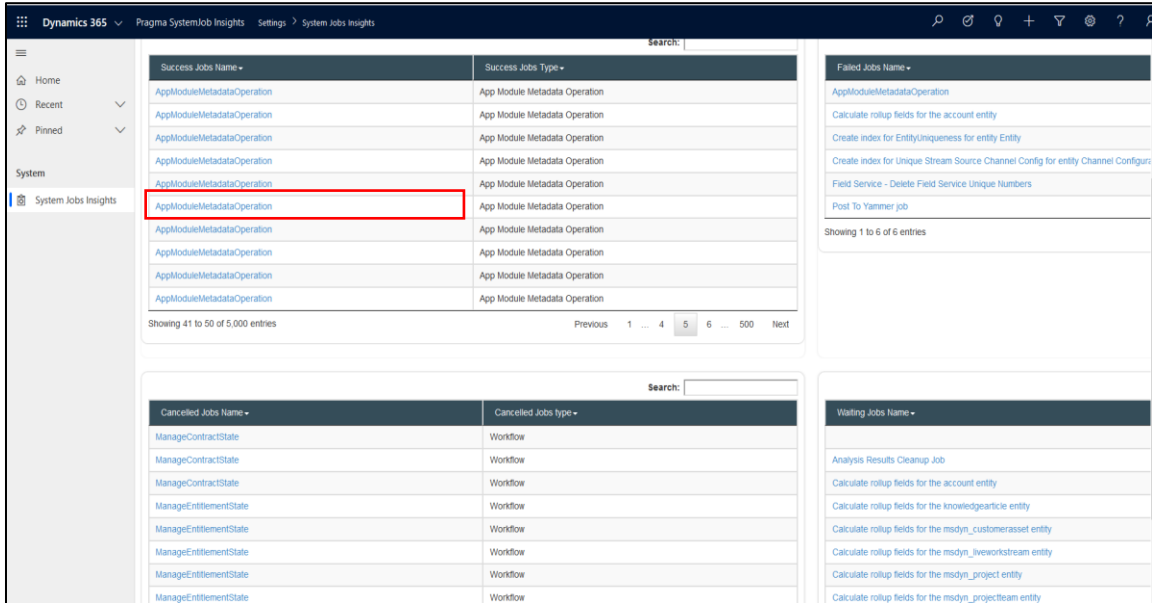 Dynamics 365 Pragma SystemJob Insights Settings > System Jobs Insights ?
Home
Recent
Pinned
System
System Jobs Insights
Search:
Success Jobs Name Success Jobs Type
AppModuleMetadataOperation App Module Metadata Operation
AppModuleMetadataOperation App Module Metadata Operation
AppModuleMetadataOperation App Module Metadata Operation
AppModuleMetadataOperation App Module Metadata Operation
AppModuleMetadataOperation App Module Metadata Operation
AppModuleMetadataOperation App Module Metadata Operation
AppModuleMetadataOperation App Module Metadata Operation
AppModuleMetadataOperation App Module Metadata Operation
AppModuleMetadataOperation App Module Metadata Operation
AppModuleMetadataOperation App Module Metadata Operation
Showing 41 to 50 of 5,000 entries Previous 1 ... 4 5 6 ... 500 Next
Failed Jobs Name
AppModuleMetadataOperation
Calculate rollup fields for the account entity
Create index for EntityUniqueness for entity Entity
Create index for Unique Stream Source Channel Config for entity Channel Configura
Field Service - Delete Field Service Unique Numbers
Post To Yammer job
Showing 1 to 6 of 6 entries
Search:
Cancelled Jobs Name Cancelled Jobs type
ManageContractState Workflow
ManageContractState Workflow
ManageContractState Workflow
ManageEntitlementState Workflow
ManageEntitlementState Workflow
ManageEntitlementState Workflow
ManageEntitlementState Workflow
ManageEntitlementState Workflow
Waiting Jobs Name
Analysis Results Cleanup Job
Calculate rollup fields for the account entity
Calculate rollup fields for the knowledgearticle entity
Calculate rollup fields for the msdyn_customerasset entity
Calculate rollup fields for the msdyn_liveworkstream entity
Calculate rollup fields for the msdyn_project entity
Calculate rollup fields for the msdyn_projectteam entity